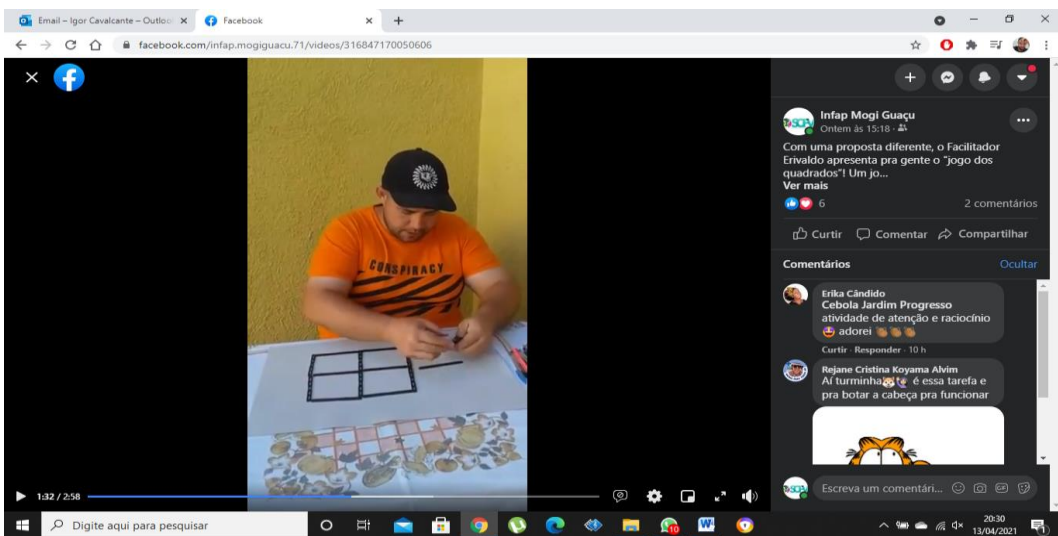 Email – Igor Cavalcante – Outloo
Facebook
facebook.com/infap.mogiguacu.71/videos/316847170050606
CONSPIRACY
1:32 / 2:58
Infap Mogi Guaçu
Ontem às 15:18 ·
Com uma proposta diferente, o Facilitador
Erivaldo apresenta pra gente o "jogo dos
quadrados"! Um jo...
Ver mais
6
2 comentários
Curtir
Comentar
Compartilhar
Comentários
Ocultar
Erika Cândido
Cebola Jardim Progresso
atividade de atenção e raciocínio
adorei
Curtir · Responder · 10 h
Rejane Cristina Koyama Alvim
Aí turminha é essa tarefa e
pra botar a cabeça pra funcionar
Escreva um comentári...
GIF
Digite aqui para pesquisar
10
W
20:30
13/04/2021
1